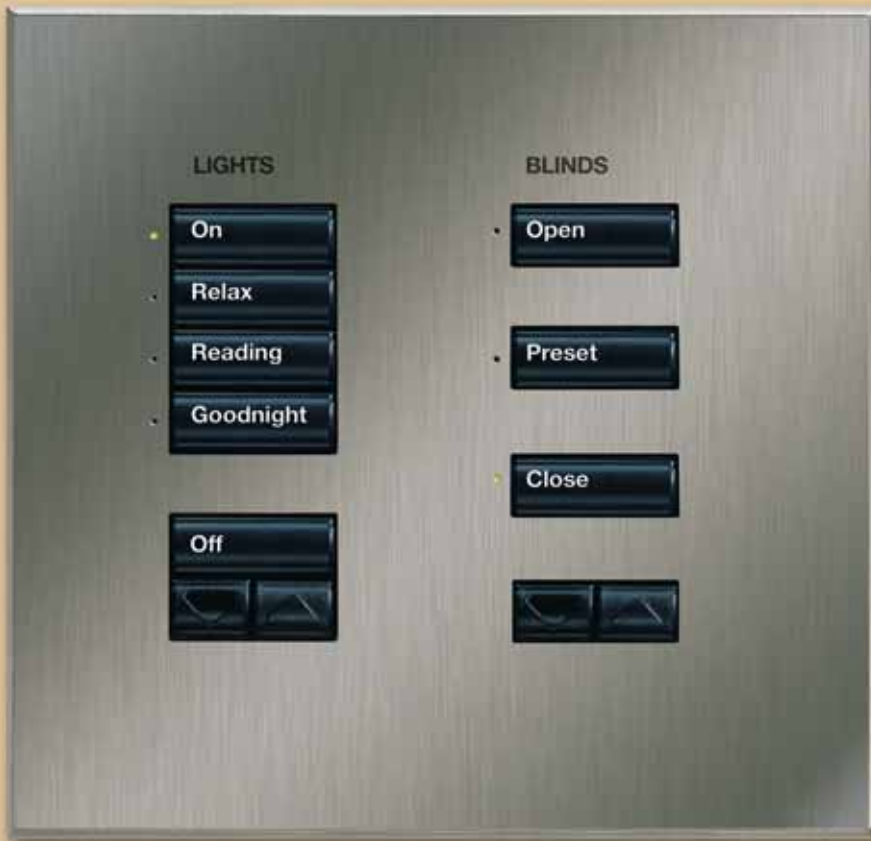 LIGHTS
On
Relax
Reading
Goodnight
Off
BLINDS
Open
Preset
Close